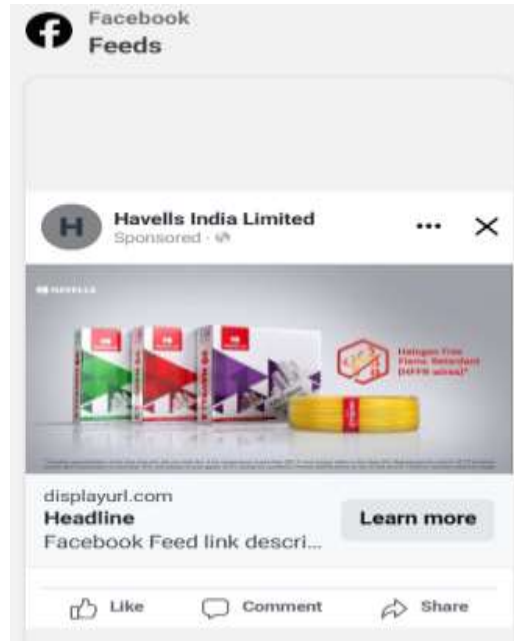 Facebook
Feeds
H
Havells India Limited
Sponsored ·
HAVELLS
Halogen Free
Flame Retardant
(HFFR wires)*
displayurl.com
Headline
Facebook Feed link descri...
Learn more
Like
Comment
Share